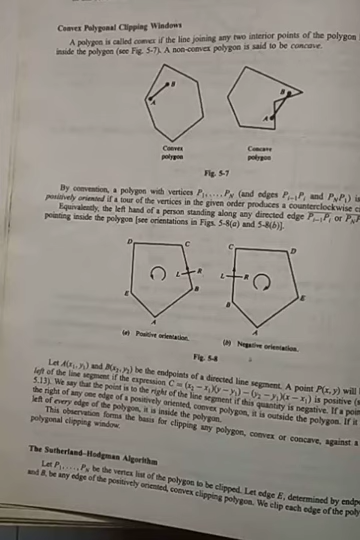 Convex Polygonal Clipping Windows
A polygon is called convex if the line joining any two interior points of the polygon
inside the polygon (see Fig. 5-7). A non-convex polygon is said to be concave.
B
A
B
A
Convex
polygon
Concave
polygon
Fig. 5-7
By convention, a polygon with vertices P1, . . . , PN (and edges Pi−1Pi and PNP1) is
positively oriented if a tour of the vertices in the given order produces a counterclockwise
Equivalently, the left hand of a person standing along any directed edge Pi−1Pi or PNP
pointing inside the polygon [see orientations in Figs. 5-8(a) and 5-8(b)].
D C
L R
E B
A
C D
L R
B E
A
(a) Positive orientation.
(b) Negative orientation.
Fig. 5-8
Let A(x1, y1) and B(x2, y2) be the endpoints of a directed line segment. A point P(x, y) will
left of the line segment if the expression C = (x2 − x1)(y − y1) − (y2 − y1)(x − x1) is positive (s
5.13). We say that the point is to the right of the line segment if this quantity is negative. If a poin
the right of any one edge of a positively oriented, convex polygon, it is outside the polygon. If it
left of every edge of the polygon, it is inside the polygon.
This observation forms the basis for clipping any polygon, convex or concave, against a
polygonal clipping window.
The Sutherland–Hodgman Algorithm
Let P1, . . . , PN be the vertex list of the polygon to be clipped. Let edge E, determined by endp
and B, be any edge of the positively oriented, convex clipping polygon. We clip each edge of the poly